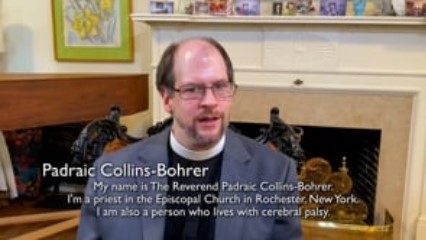 Padraic Collins-Bohrer
My name is The Reverend Padraic Collins-Bohrer.
I'm a priest in the Episcopal Church in Rochester, New York.
I am also a person who lives with cerebral palsy.